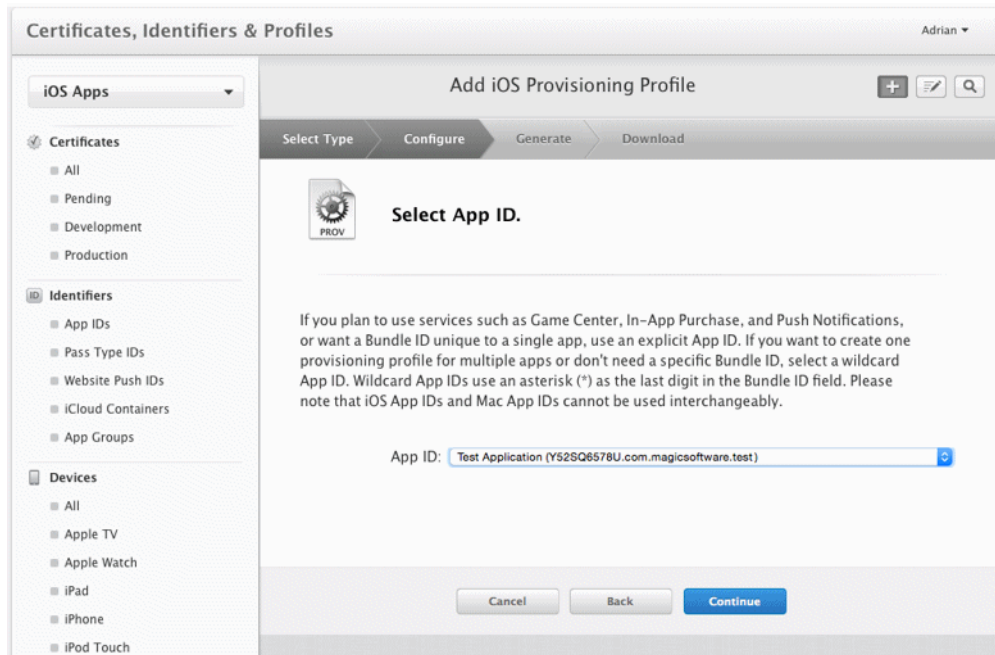 Certificates, Identifiers & Profiles
Adrian
iOS Apps
Add iOS Provisioning Profile
Select Type
Configure
Generate
Download
Certificates
All
Pending
Development
Production
Identifiers
App IDs
Pass Type IDs
Website Push IDs
iCloud Containers
App Groups
Devices
All
Apple TV
Apple Watch
iPad
iPhone
iPod Touch
PROV
Select App ID.
If you plan to use services such as Game Center, In-App Purchase, and Push Notifications,
or want a Bundle ID unique to a single app, use an explicit App ID. If you want to create one
provisioning profile for multiple apps or don't need a specific Bundle ID, select a wildcard
App ID. Wildcard App IDs use an asterisk (*) as the last digit in the Bundle ID field. Please
note that iOS App IDs and Mac App IDs cannot be used interchangeably.
App ID: Test Application (Y52SQ6578U.com.magicsoftware.test)
Cancel
Back
Continue